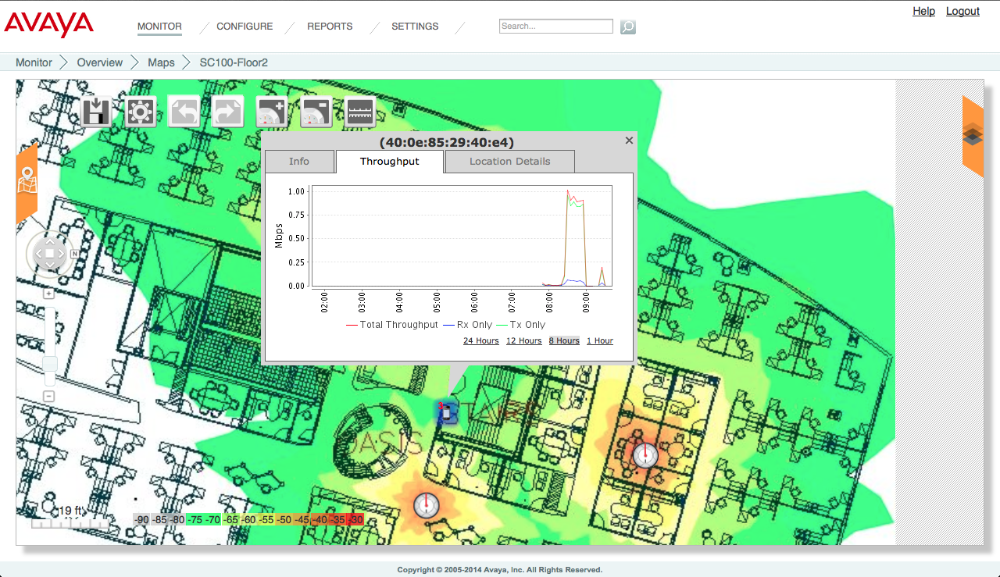 Help Logout
AVAYA
MONITOR CONFIGURE REPORTS SETTINGS
Search...
Monitor Overview Maps SC100-Floor2
(40:0e:85:29:40:e4)
Info Throughput Location Details
1.00
0.75
0.50
0.25
0.00
Mbps
02:00 03:00 04:00 05:00 06:00 07:00 08:00 09:00
Total Throughput Rx Only Tx Only
24 Hours 12 Hours 8 Hours 1 Hour
N
+
-
OASIS
19 ft
-90 -85 -80 -75 -70 -65 -60 -55 -50 -45 -40 -35 -30
Copyright © 2005-2014 Avaya, Inc. All Rights Reserved.